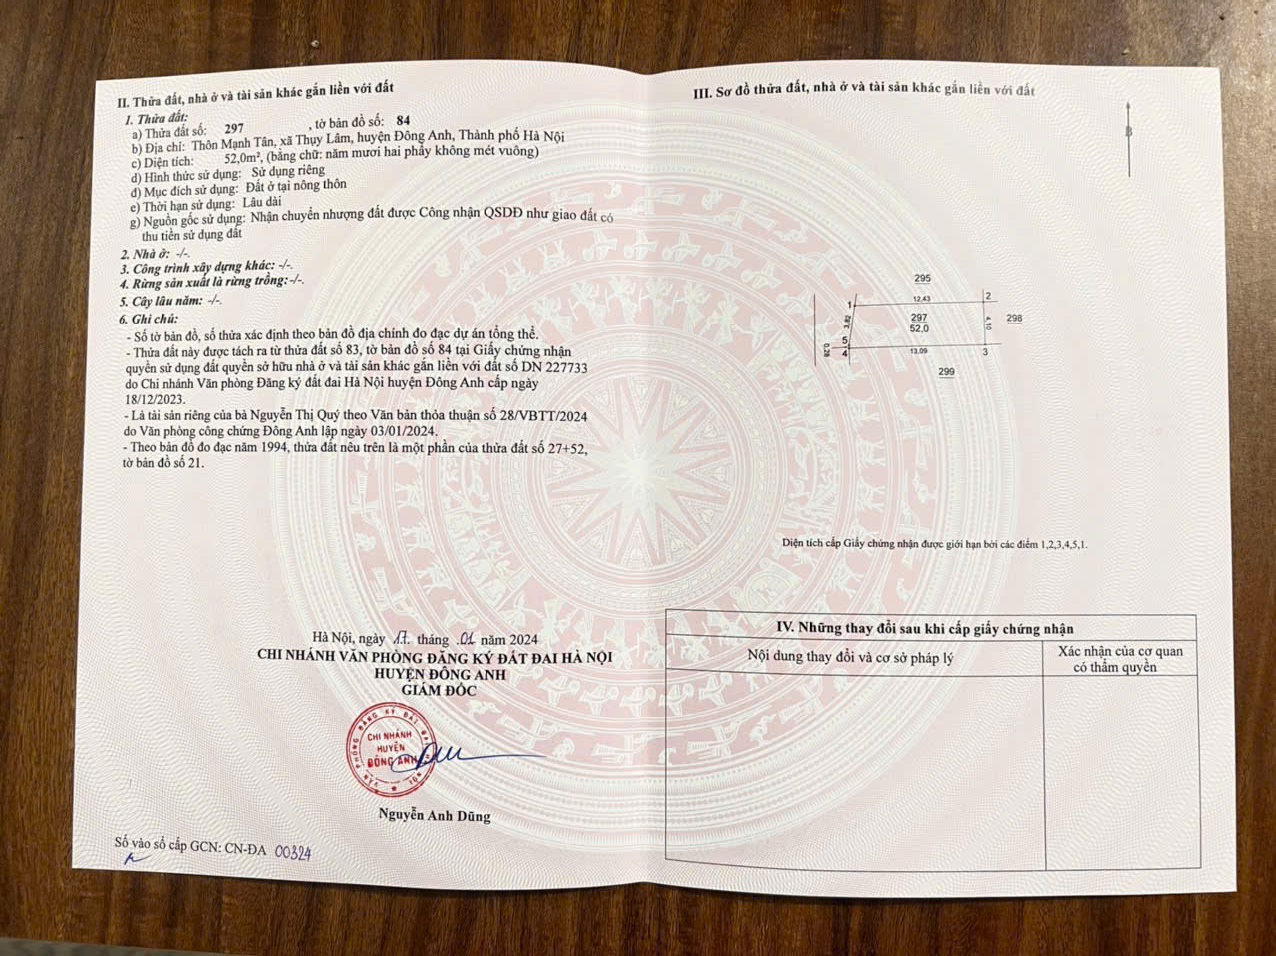 II. Thửa đất, nhà ở và tài sản khác gắn liền với đất
1. Thửa đất:
a) Thửa đất số: 297 , tờ bản đồ số: 84
b) Địa chỉ: Thôn Mạnh Tân, xã Thụy Lâm, huyện Đông Anh, Thành phố Hà Nội
c) Diện tích: 52,0m², (bằng chữ: năm mươi hai phẩy không mét vuông)
d) Hình thức sử dụng: Sử dụng riêng
đ) Mục đích sử dụng: Đất ở tại nông thôn
e) Thời hạn sử dụng: Lâu dài
g) Nguồn gốc sử dụng: Nhận chuyển nhượng đất được Công nhận QSDĐ như giao đất có
thu tiền sử dụng đất
2. Nhà ở: -/-.
3. Công trình xây dựng khác: -/-.
4. Rừng sản xuất là rừng trồng:-/-.
5. Cây lâu năm: -/-.
6. Ghi chú:
- Số tờ bản đồ, số thửa xác định theo bản đồ địa chính đo đạc dự án tổng thể.
- Thửa đất này được tách ra từ thửa đất số 83, tờ bản đồ số 84 tại Giấy chứng nhận
quyền sử dụng đất quyền sở hữu nhà ở và tài sản khác gắn liền với đất số DN 227733
do Chi nhánh Văn phòng Đăng ký đất đai Hà Nội huyện Đông Anh cấp ngày
18/12/2023.
- Là tài sản riêng của bà Nguyễn Thị Quý theo Văn bản thỏa thuận số 28/VBTT/2024
do Văn phòng công chứng Đông Anh lập ngày 03/01/2024.
- Theo bản đồ đo đạc năm 1994, thửa đất nêu trên là một phần của thửa đất số 27+52,
tờ bản đồ số 21.
Hà Nội, ngày 17. tháng .01 năm 2024
CHI NHÁNH VĂN PHÒNG ĐĂNG KÝ ĐẤT ĐAI HÀ NỘI
HUYỆN ĐÔNG ANH
GIÁM ĐỐC
CHI NHÁNH
HUYỆN
ĐÔNG ANH
Nguyễn Anh Dũng
Số vào sổ cấp GCN: CN-ĐA 00324
III. Sơ đồ thửa đất, nhà ở và tài sản khác gắn liền với đất
B
295
1
12,43
2
3,82
297
52,0
4,10
298
5
0,28
4
13,09
3
299
Diện tích cấp Giấy chứng nhận được giới hạn bởi các điểm 1,2,3,4,5,1.
IV. Những thay đổi sau khi cấp giấy chứng nhận
Nội dung thay đổi và cơ sở pháp lý
Xác nhận của cơ quan
có thẩm quyền